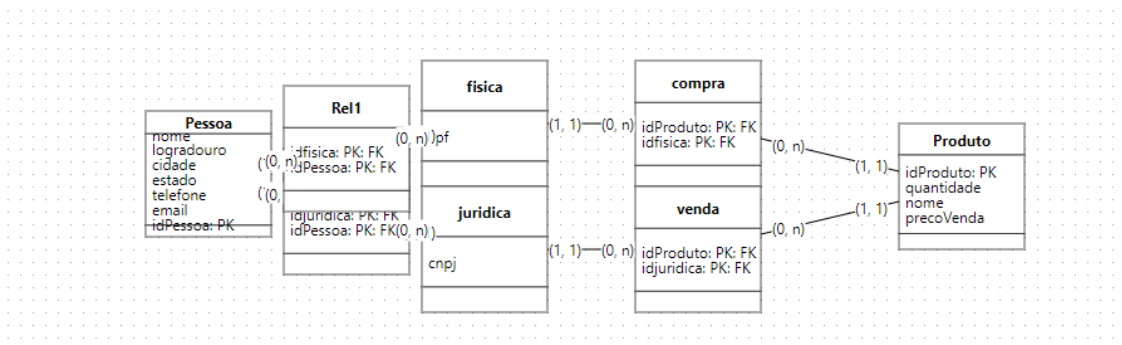 Pessoa
nome
logradouro
cidade
estado
telefone
email
idPessoa: PK
(0, n)
(0,
Rel1
idfisica: PK: FK
idPessoa: PK: FK
idjuridica: PK: FK
idPessoa: PK: FK
(0, n)
(0, n)
fisica
)pf
juridica
cnpj
(1, 1)
(0, n)
(1, 1)
(0, n)
compra
idProduto: PK: FK
idfisica: PK: FK
venda
idProduto: PK: FK
idjuridica: PK: FK
(0, n)
(1, 1)
(0, n)
(1, 1)
Produto
idProduto: PK
quantidade
nome
precoVenda